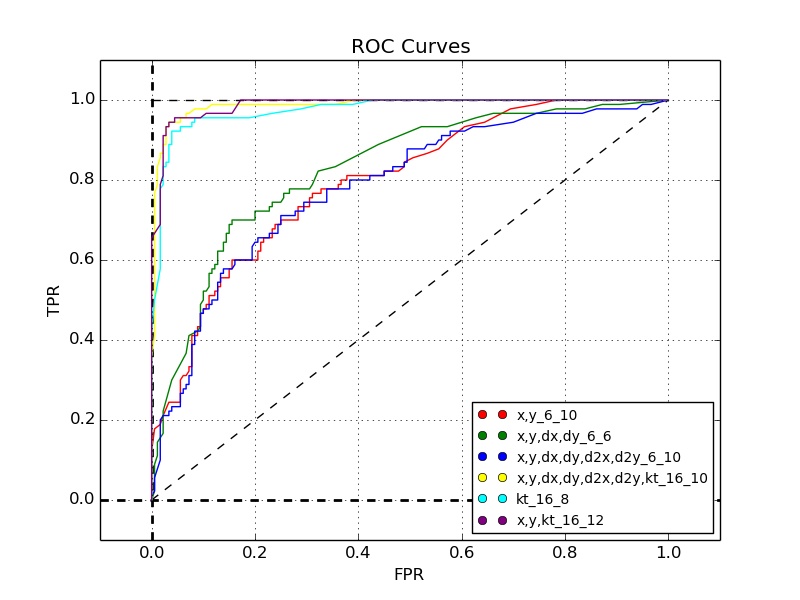 ROC Curves
TPR
1.0
0.8
0.6
0.4
0.2
0.0
x,y_6_10
x,y,dx,dy_6_6
x,y,dx,dy,d2x,d2y_6_10
x,y,dx,dy,d2x,d2y,kt_16_10
kt_16_8
x,y,kt_16_12
0.0 0.2 0.4 0.6 0.8 1.0
FPR